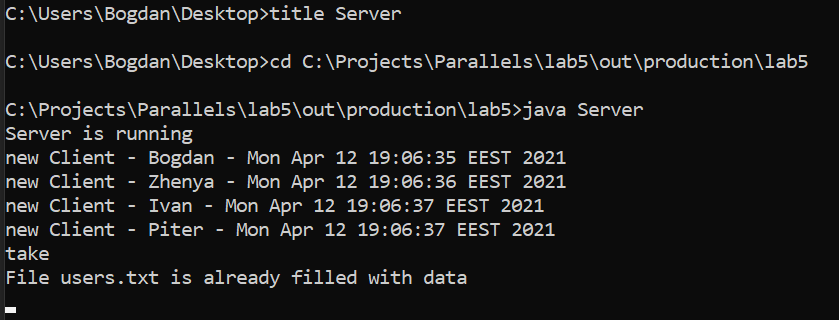 C:\Users\Bogdan\Desktop>title Server
C:\Users\Bogdan\Desktop>cd C:\Projects\Parallels\lab5\out\production\lab5
C:\Projects\Parallels\lab5\out\production\lab5>java Server
Server is running
new Client - Bogdan - Mon Apr 12 19:06:35 EEST 2021
new Client - Zhenya - Mon Apr 12 19:06:36 EEST 2021
new Client - Ivan - Mon Apr 12 19:06:37 EEST 2021
new Client - Piter - Mon Apr 12 19:06:37 EEST 2021
take
File users.txt is already filled with data